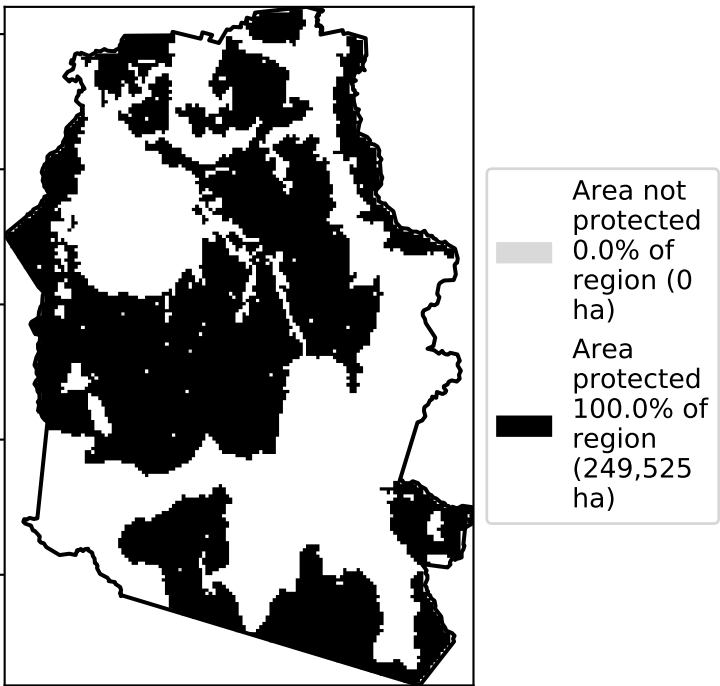 Area not
protected
0.0% of
region (0
ha)
Area
protected
100.0% of
region
(249,525
ha)